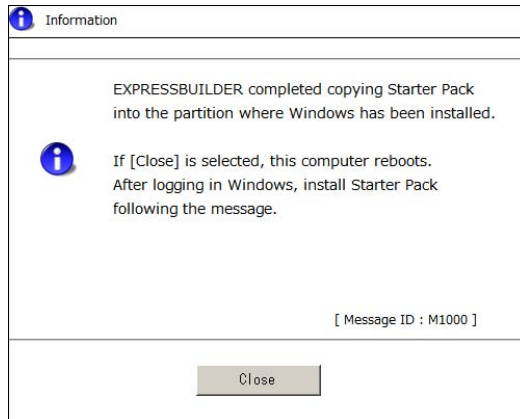 Information
EXPRESSBUILDER completed copying Starter Pack
into the partition where Windows has been installed.
If [Close] is selected, this computer reboots.
After logging in Windows, install Starter Pack
following the message.
[ Message ID : M1000 ]
Close